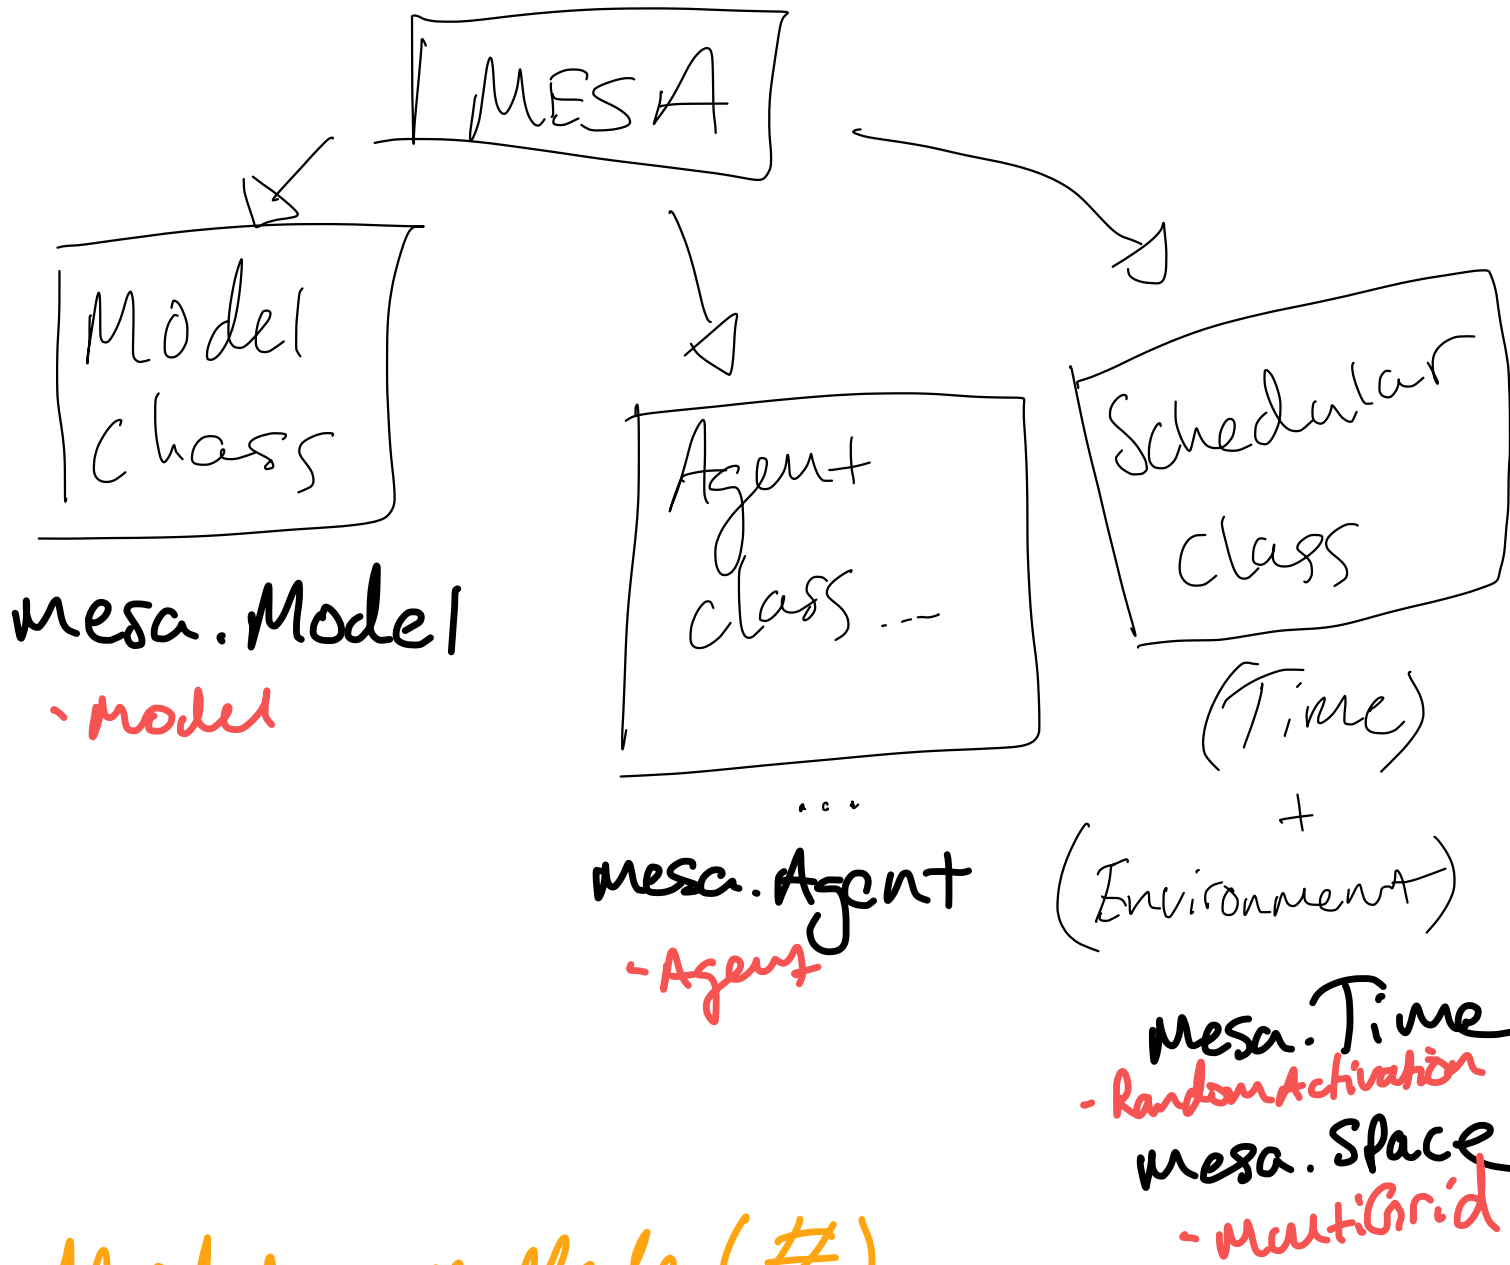 MESA
Model
Class
mesa.Model
- Model
Agent
class...
...
mesa.Agent
- Agent
Schedular
class
(Time)
+
(Environment)
mesa.Time
- RandomActivation
mesa.space
- MultiGrid
(#)